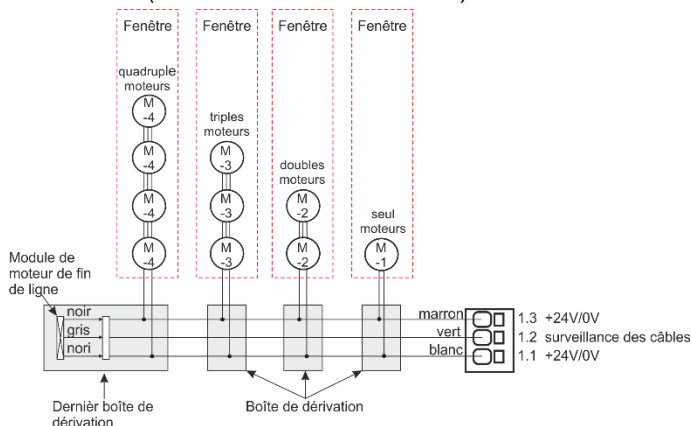 Fenêtre
Fenêtre
Fenêtre
Fenêtre
quadruple
moteurs
M
-4
M
-4
M
-4
M
-4
triples
moteurs
M
-3
M
-3
M
-3
doubles
moteurs
M
-2
M
-2
seul
moteurs
M
-1
Module de
moteur de fin
de ligne
noir
gris
nori
marron
vert
blanc
1.3 +24V/0V
1.2 surveillance des câbles
1.1 +24V/0V
Dernièr boîte de
dérivation
Boîte de dérivation